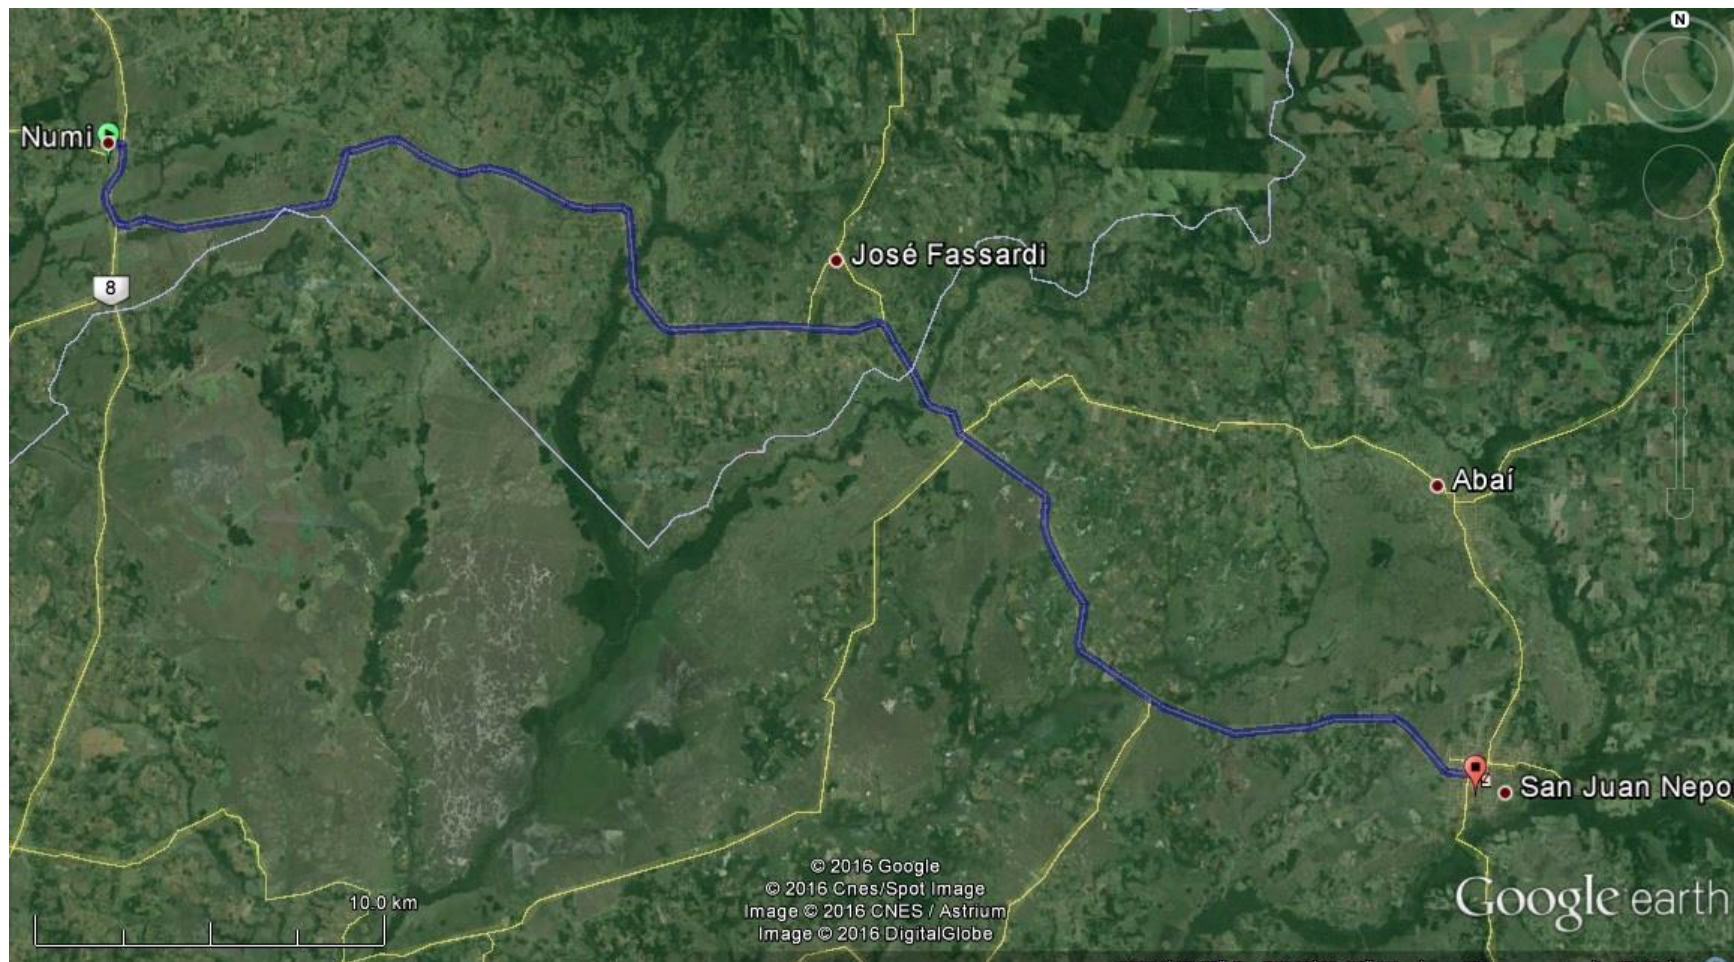 N
Numi
José Fassardi
8
Abaí
San Juan Nepo
© 2016 Google
© 2016 Cnes/Spot Image
Image © 2016 CNES / Astrium
Image © 2016 DigitalGlobe
10.0 km
Google earth